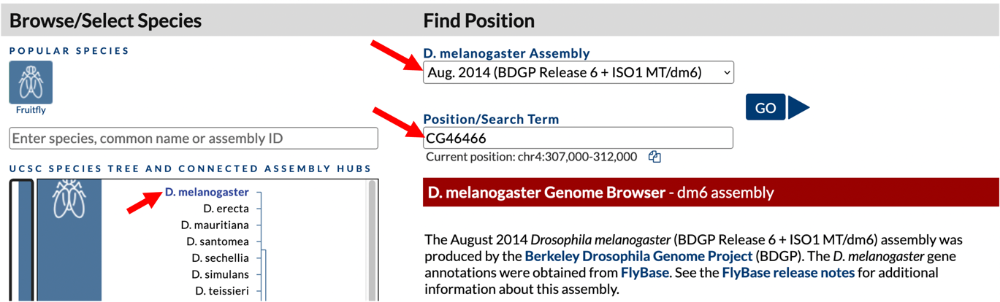 Browse/Select Species
Find Position
POPULAR SPECIES
Fruitfly
Enter species, common name or assembly ID
UCSC SPECIES TREE AND CONNECTED ASSEMBLY HUBS
D. melanogaster
D. erecta
D. mauritiana
D. santomea
D. sechellia
D. simulans
D. teissieri
D. melanogaster Assembly
Aug. 2014 (BDGP Release 6 + ISO1 MT/dm6)
GO
Position/Search Term
CG46466
Current position: chr4:307,000-312,000
D. melanogaster Genome Browser - dm6 assembly
The August 2014 Drosophila melanogaster (BDGP Release 6 + ISO1 MT/dm6) assembly was
produced by the Berkeley Drosophila Genome Project (BDGP). The D. melanogaster gene
annotations were obtained from FlyBase. See the FlyBase release notes for additional
information about this assembly.